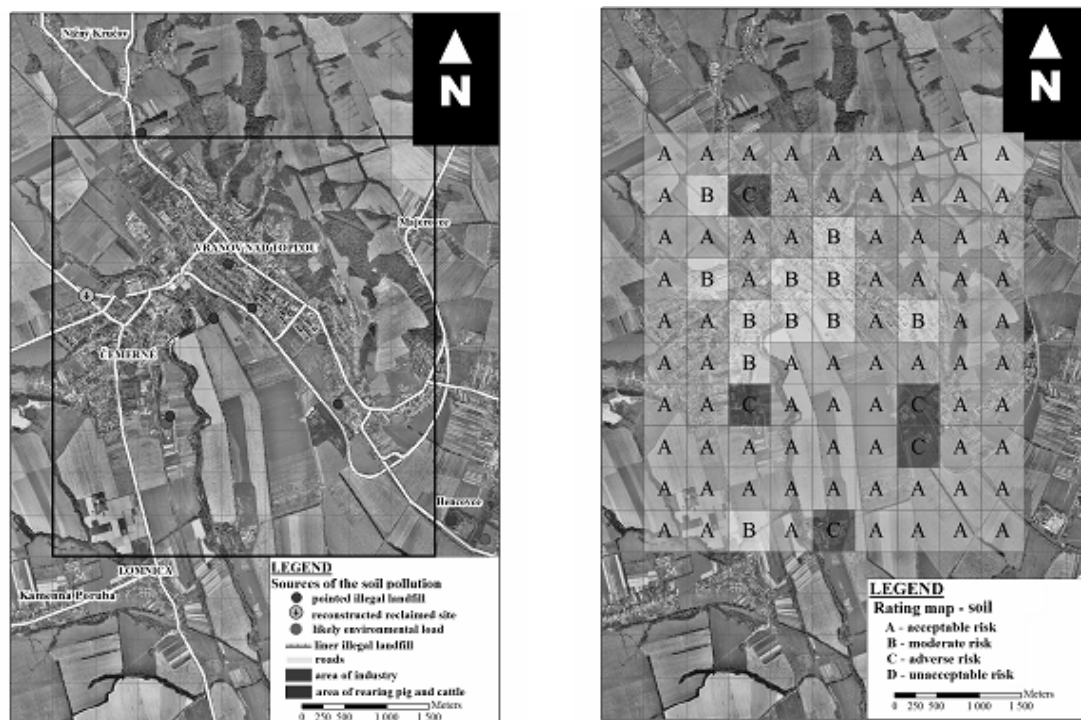 Nižný Kručov
N
Majerovce
VRANOV NAD TOPĽOU
ČEMERNÉ
Hencovce
LOMNICA
Kamenna Poruba
LEGEND
Sources of the soil pollution
pointed illegal landfill
reconstructed reclaimed site
likely environmental load
liner illegal landfill
roads
area of industry
area of rearing pig and cattle
Meters
0 250 500 1 000 1 500
N
A A A A A A A A A
A B C A A A A A A
A A A A B A A A A
A B A B B A A A A
A A B B B A B A A
A A B A A A A A A
A A C A A A C A A
A A A A A A C A A
A A A A A A A A A
A A B A C A A A A
LEGEND
Rating map - soil
A - acceptable risk
B - moderate risk
C - adverse risk
D - unacceptable risk
Meters
0 250 500 1 000 1 500